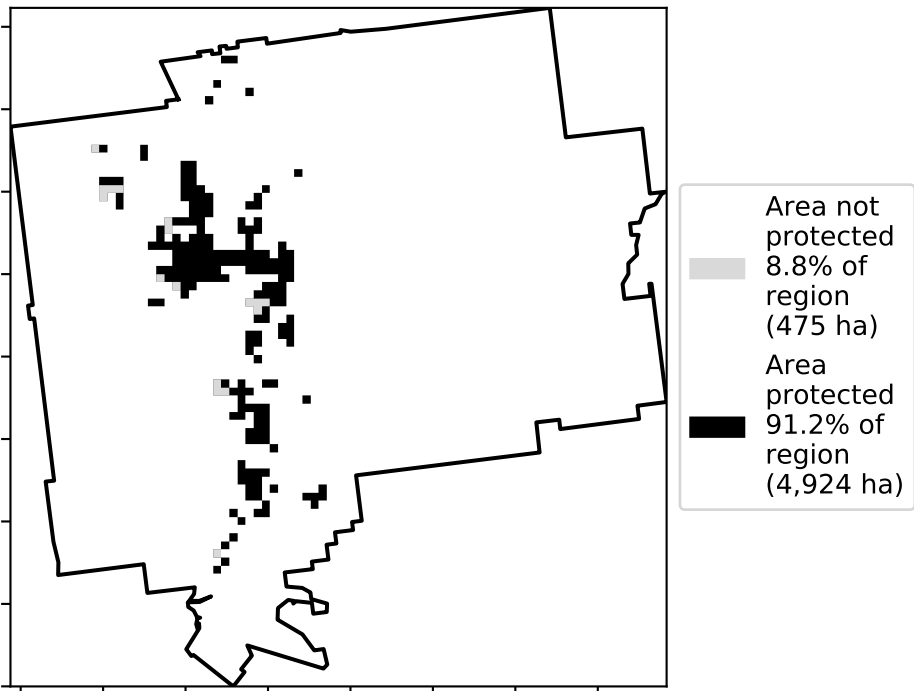 Area not
protected
8.8% of
region
(475 ha)
Area
protected
91.2% of
region
(4,924 ha)